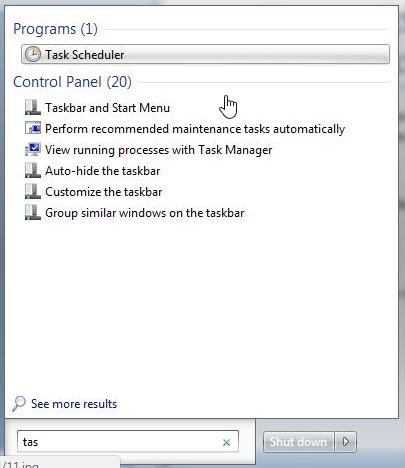 Programs (1)
Task Scheduler
Control Panel (20)
Taskbar and Start Menu
Perform recommended maintenance tasks automatically
View running processes with Task Manager
Auto-hide the taskbar
Customize the taskbar
Group similar windows on the taskbar
See more results
tas
Shut down
/11.jpg